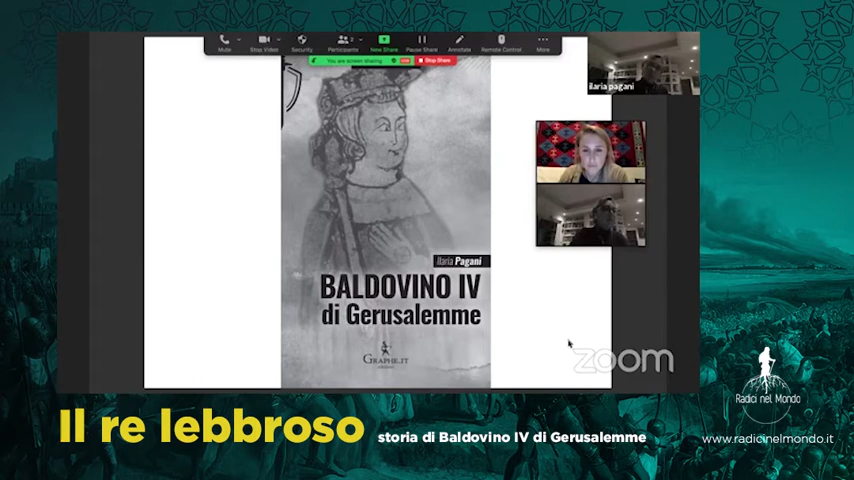 Mute
Stop Video
Security
Participants
2
New Share
Pause Share
Annotate
Remote Control
More
You are screen sharing
Stop Share
ilaria pagani
Ilaria Pagani
BALDOVINO IV
di Gerusalemme
GRAPHE.IT
edizioni
zoom
Radici nel Mondo
Il re lebbroso
storia di Baldovino IV di Gerusalemme
www.radicinelmondo.it